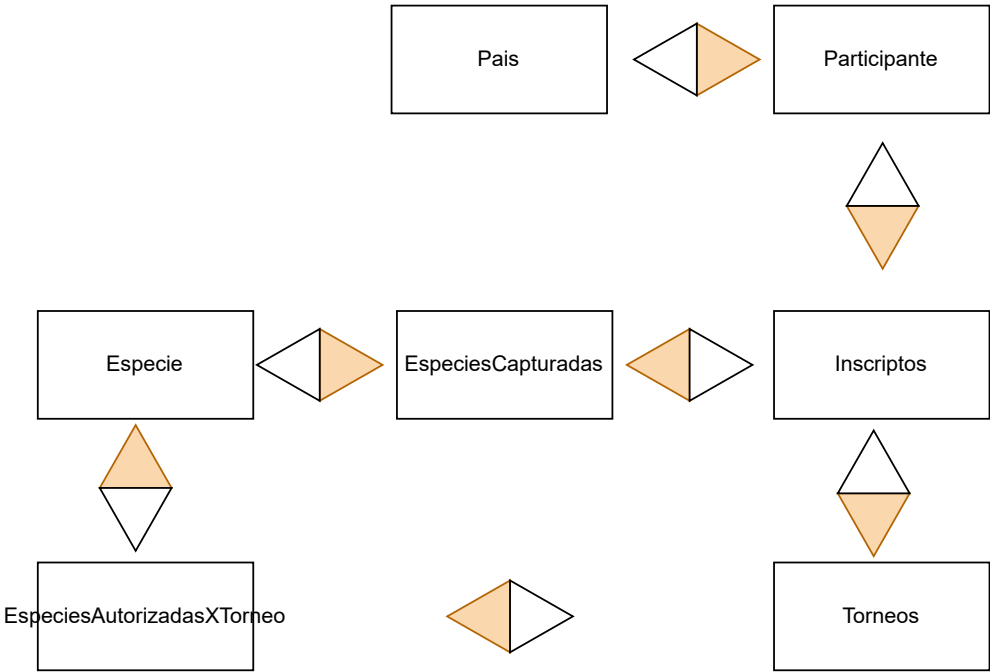 Pais
Participante
Especie
EspeciesCapturadas
Inscriptos
EspeciesAutorizadasXTorneo
Torneos